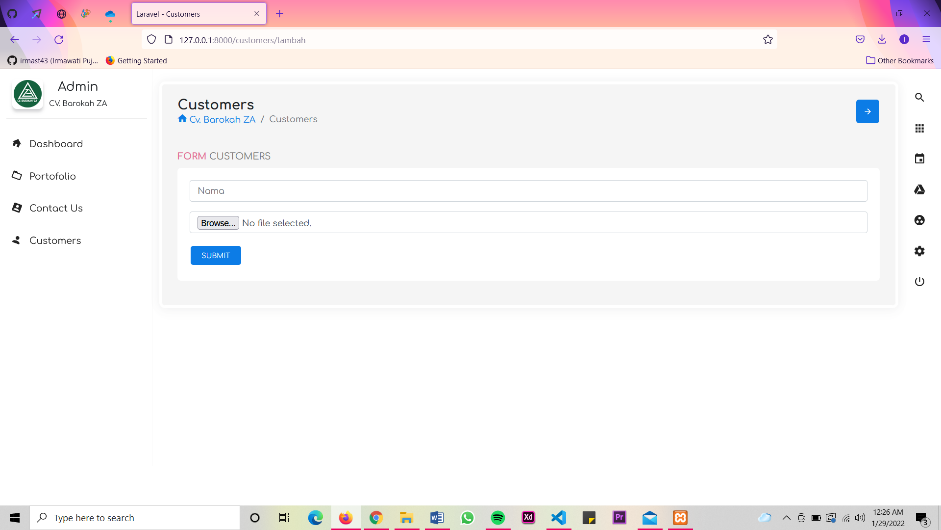 Laravel - Customers
127.0.0.1:8000/customers/tambah
irmast43 (Irmawati Puj...
Getting Started
Other Bookmarks
Admin
CV. Barokah ZA
Dashboard
Portofolio
Contact Us
Customers
Customers
Cv. Barokah ZA / Customers
FORM CUSTOMERS
Nama
Browse... No file selected.
SUBMIT
Type here to search
12:26 AM
1/29/2022
3